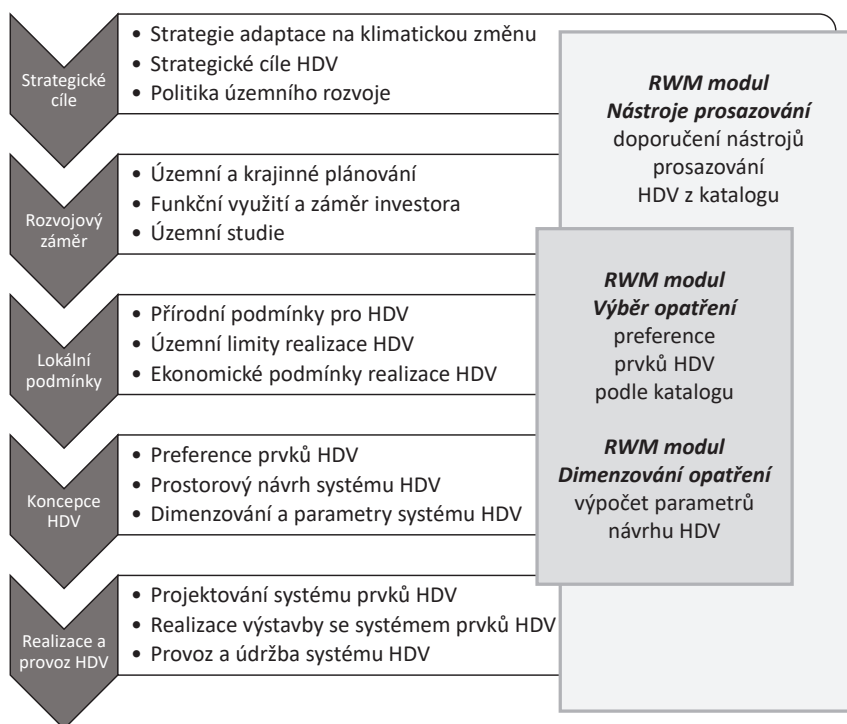 Strategické
cíle
• Strategie adaptace na klimatickou změnu
• Strategické cíle HDV
• Politika územního rozvoje
Rozvojový
záměr
• Územní a krajinné plánování
• Funkční využití a záměr investora
• Územní studie
Lokální
podmínky
• Přírodní podmínky pro HDV
• Územní limity realizace HDV
• Ekonomické podmínky realizace HDV
Koncepce
HDV
• Preference prvků HDV
• Prostorový návrh systému HDV
• Dimenzování a parametry systému HDV
Realizace a
provoz HDV
• Projektování systému prvků HDV
• Realizace výstavby se systémem prvků HDV
• Provoz a údržba systému HDV
RWM modul
Nástroje prosazování
doporučení nástrojů
prosazování
HDV z katalogu
RWM modul
Výběr opatření
preference
prvků HDV
podle katalogu
RWM modul
Dimenzování opatření
výpočet parametrů
návrhu HDV